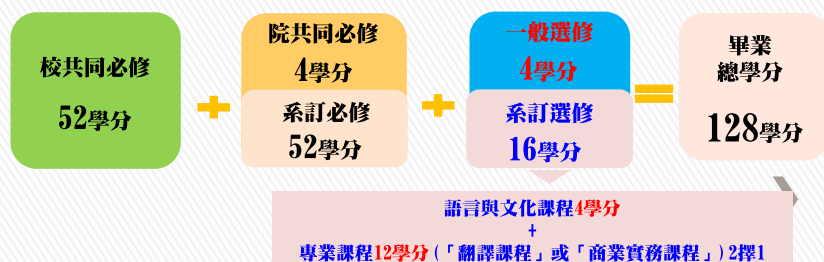 校共同必修
52學分
+
院共同必修
4學分
系訂必修
52學分
+
一般選修
4學分
系訂選修
16學分
=
畢業
總學分
128學分
語言與文化課程4學分
+
專業課程12學分(「翻譯課程」或「商業實務課程」) 2擇1